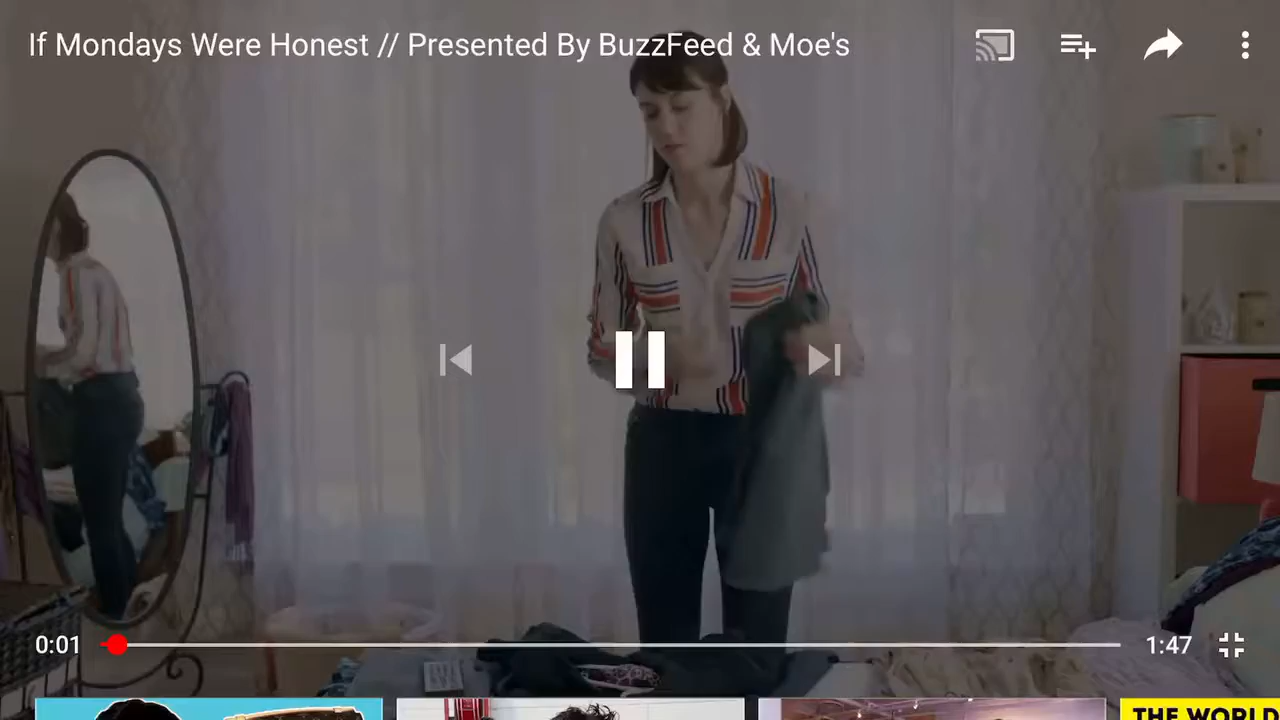 If Mondays Were Honest // Presented By BuzzFeed & Moe's
0:01
1:47
THE WORLD